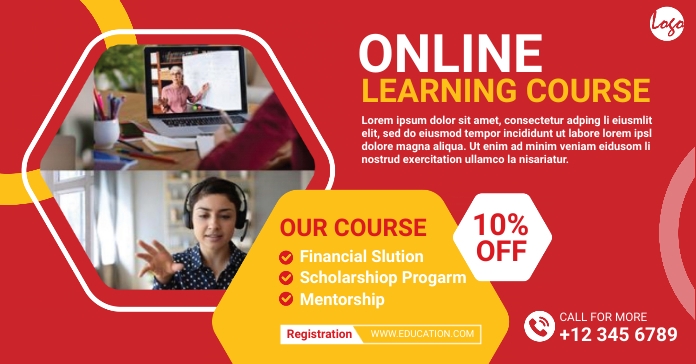 Logo
ONLINE
LEARNING COURSE
Lorem ipsum dolor sit amet, consectetur adping li eiusmlit
elit, sed do eiusmod tempor incididunt ut labore lorem ipsl
dolore magna aliqua. Ut enim ad minim veniam eidusom li
nostrud exercitation ullamco la nisariatur.
OUR COURSE
Financial Slution
Scholarshiop Progarm
Mentorship
10%
OFF
Registration WWW.EDUCATION.COM
CALL FOR MORE
+12 345 6789